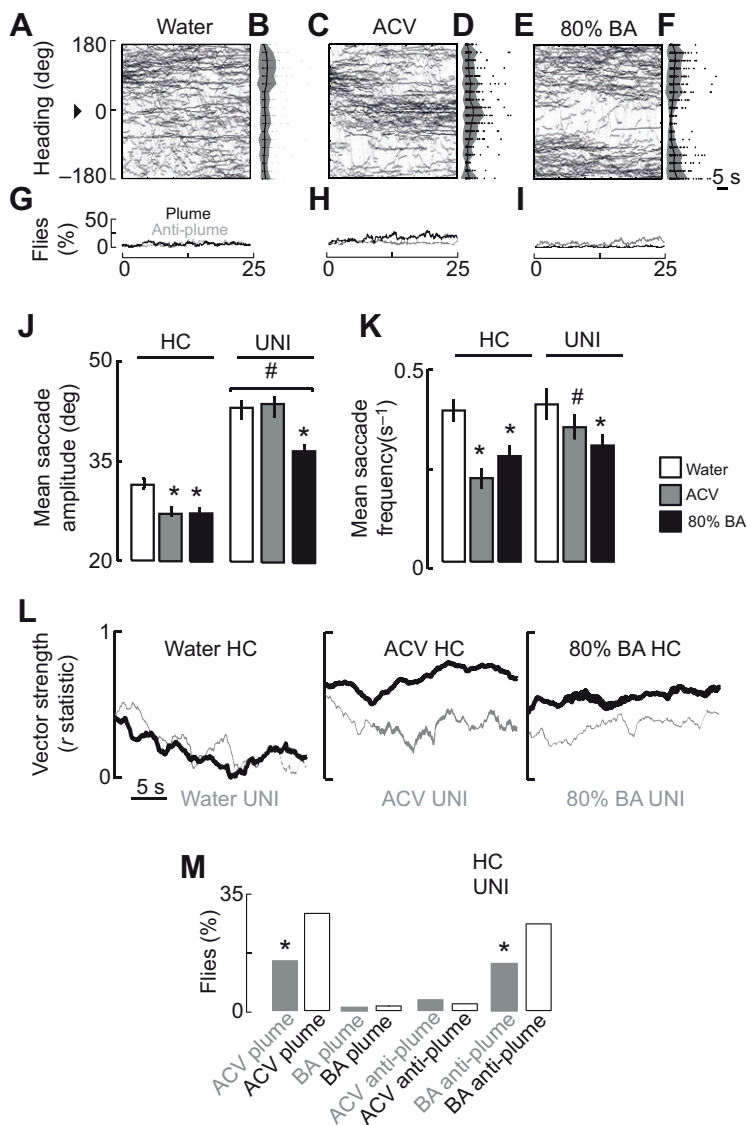 A Water B C ACV D E 80% BA F
Heading (deg)
180
0
−180
5 s
G H I
Flies
(%)
50
0
Plume
Anti-plume
0 25 0 25 0 25
J
HC UNI
Mean saccade
amplitude (deg)
50
35
20
* * # *
K
HC UNI
Mean saccade
frequency(s−1)
0.5
0
* * # *
Water
ACV
80% BA
L
Vector strength
(r statistic)
1
0
Water HC ACV HC 80% BA HC
5 s
Water UNI ACV UNI 80% BA UNI
M
HC
UNI
Flies (%)
35
0
* *
ACV plume
ACV plume
BA plume
BA plume
ACV anti-plume
ACV anti-plume
BA anti-plume
BA anti-plume